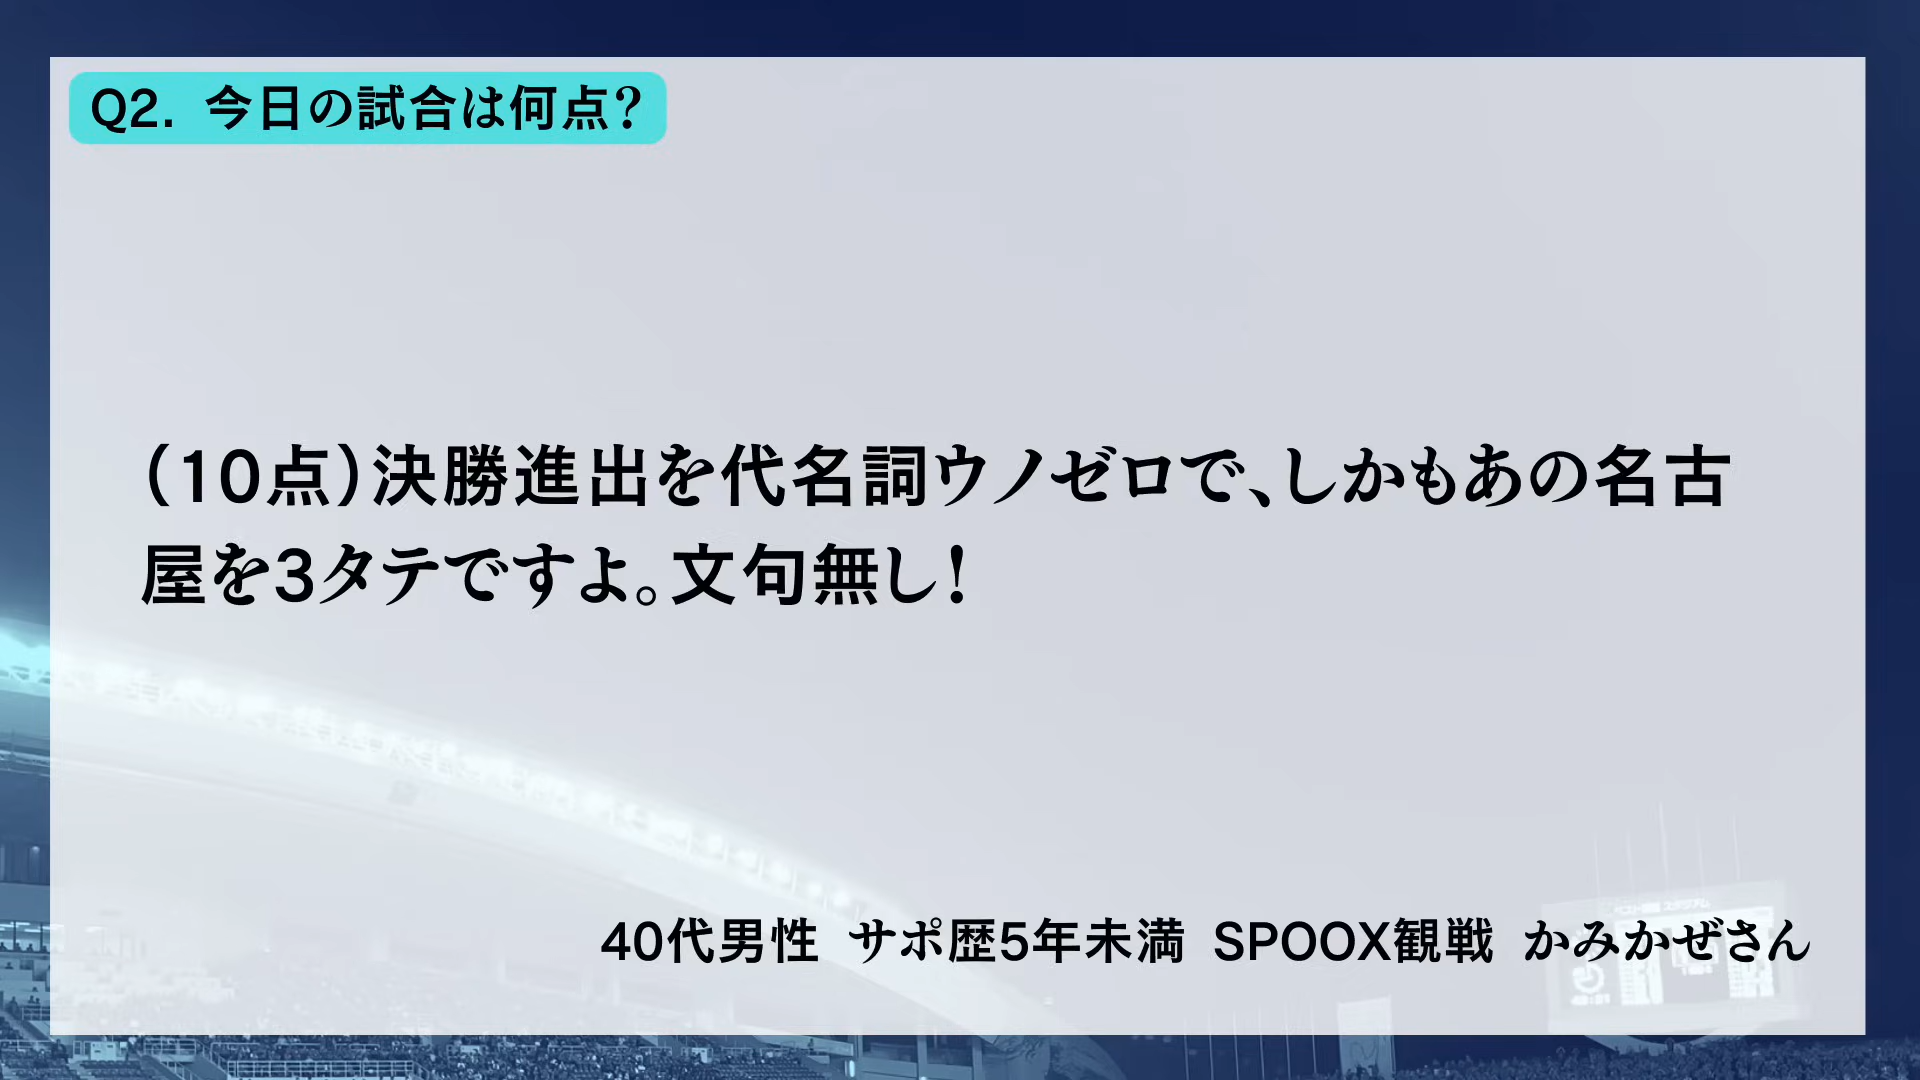 Q2. 今日の試合は何点？
（10点）決勝進出を代名詞ウノゼロで、しかもあの名古
屋を3タテですよ。文句無し！
40代男性 サポ歴5年未満 SPOOX観戦 かみかぜさん